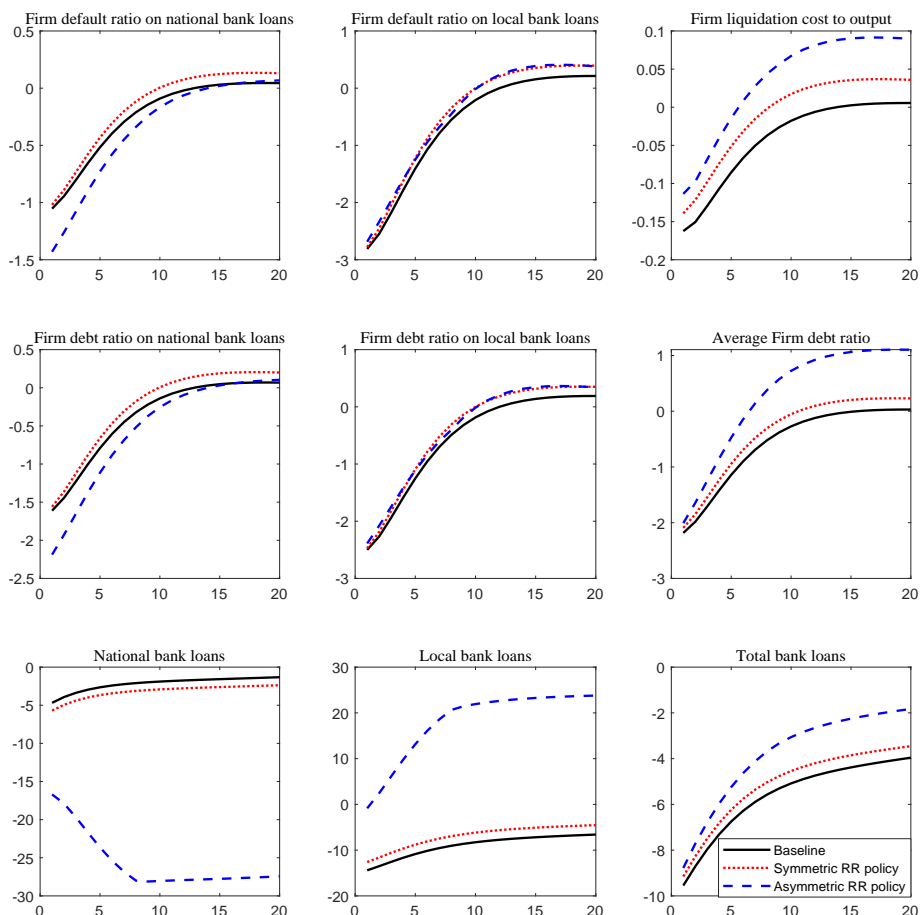 Firm default ratio on national bank loans
0.5
0
-0.5
-1
-1.5
0 5 10 15 20
Firm default ratio on local bank loans
1
0
-1
-2
-3
0 5 10 15 20
Firm liquidation cost to output
0.1
0.05
0
-0.05
-0.1
-0.15
-0.2
0 5 10 15 20
Firm debt ratio on national bank loans
0.5
0
-0.5
-1
-1.5
-2
-2.5
0 5 10 15 20
Firm debt ratio on local bank loans
1
0
-1
-2
-3
0 5 10 15 20
Average Firm debt ratio
1
0
-1
-2
-3
0 5 10 15 20
National bank loans
0
-5
-10
-15
-20
-25
-30
0 5 10 15 20
Local bank loans
30
20
10
0
-10
-20
0 5 10 15 20
Total bank loans
0
-2
-4
-6
-8
-10
0 5 10 15 20
Baseline
Symmetric RR policy
Asymmetric RR policy